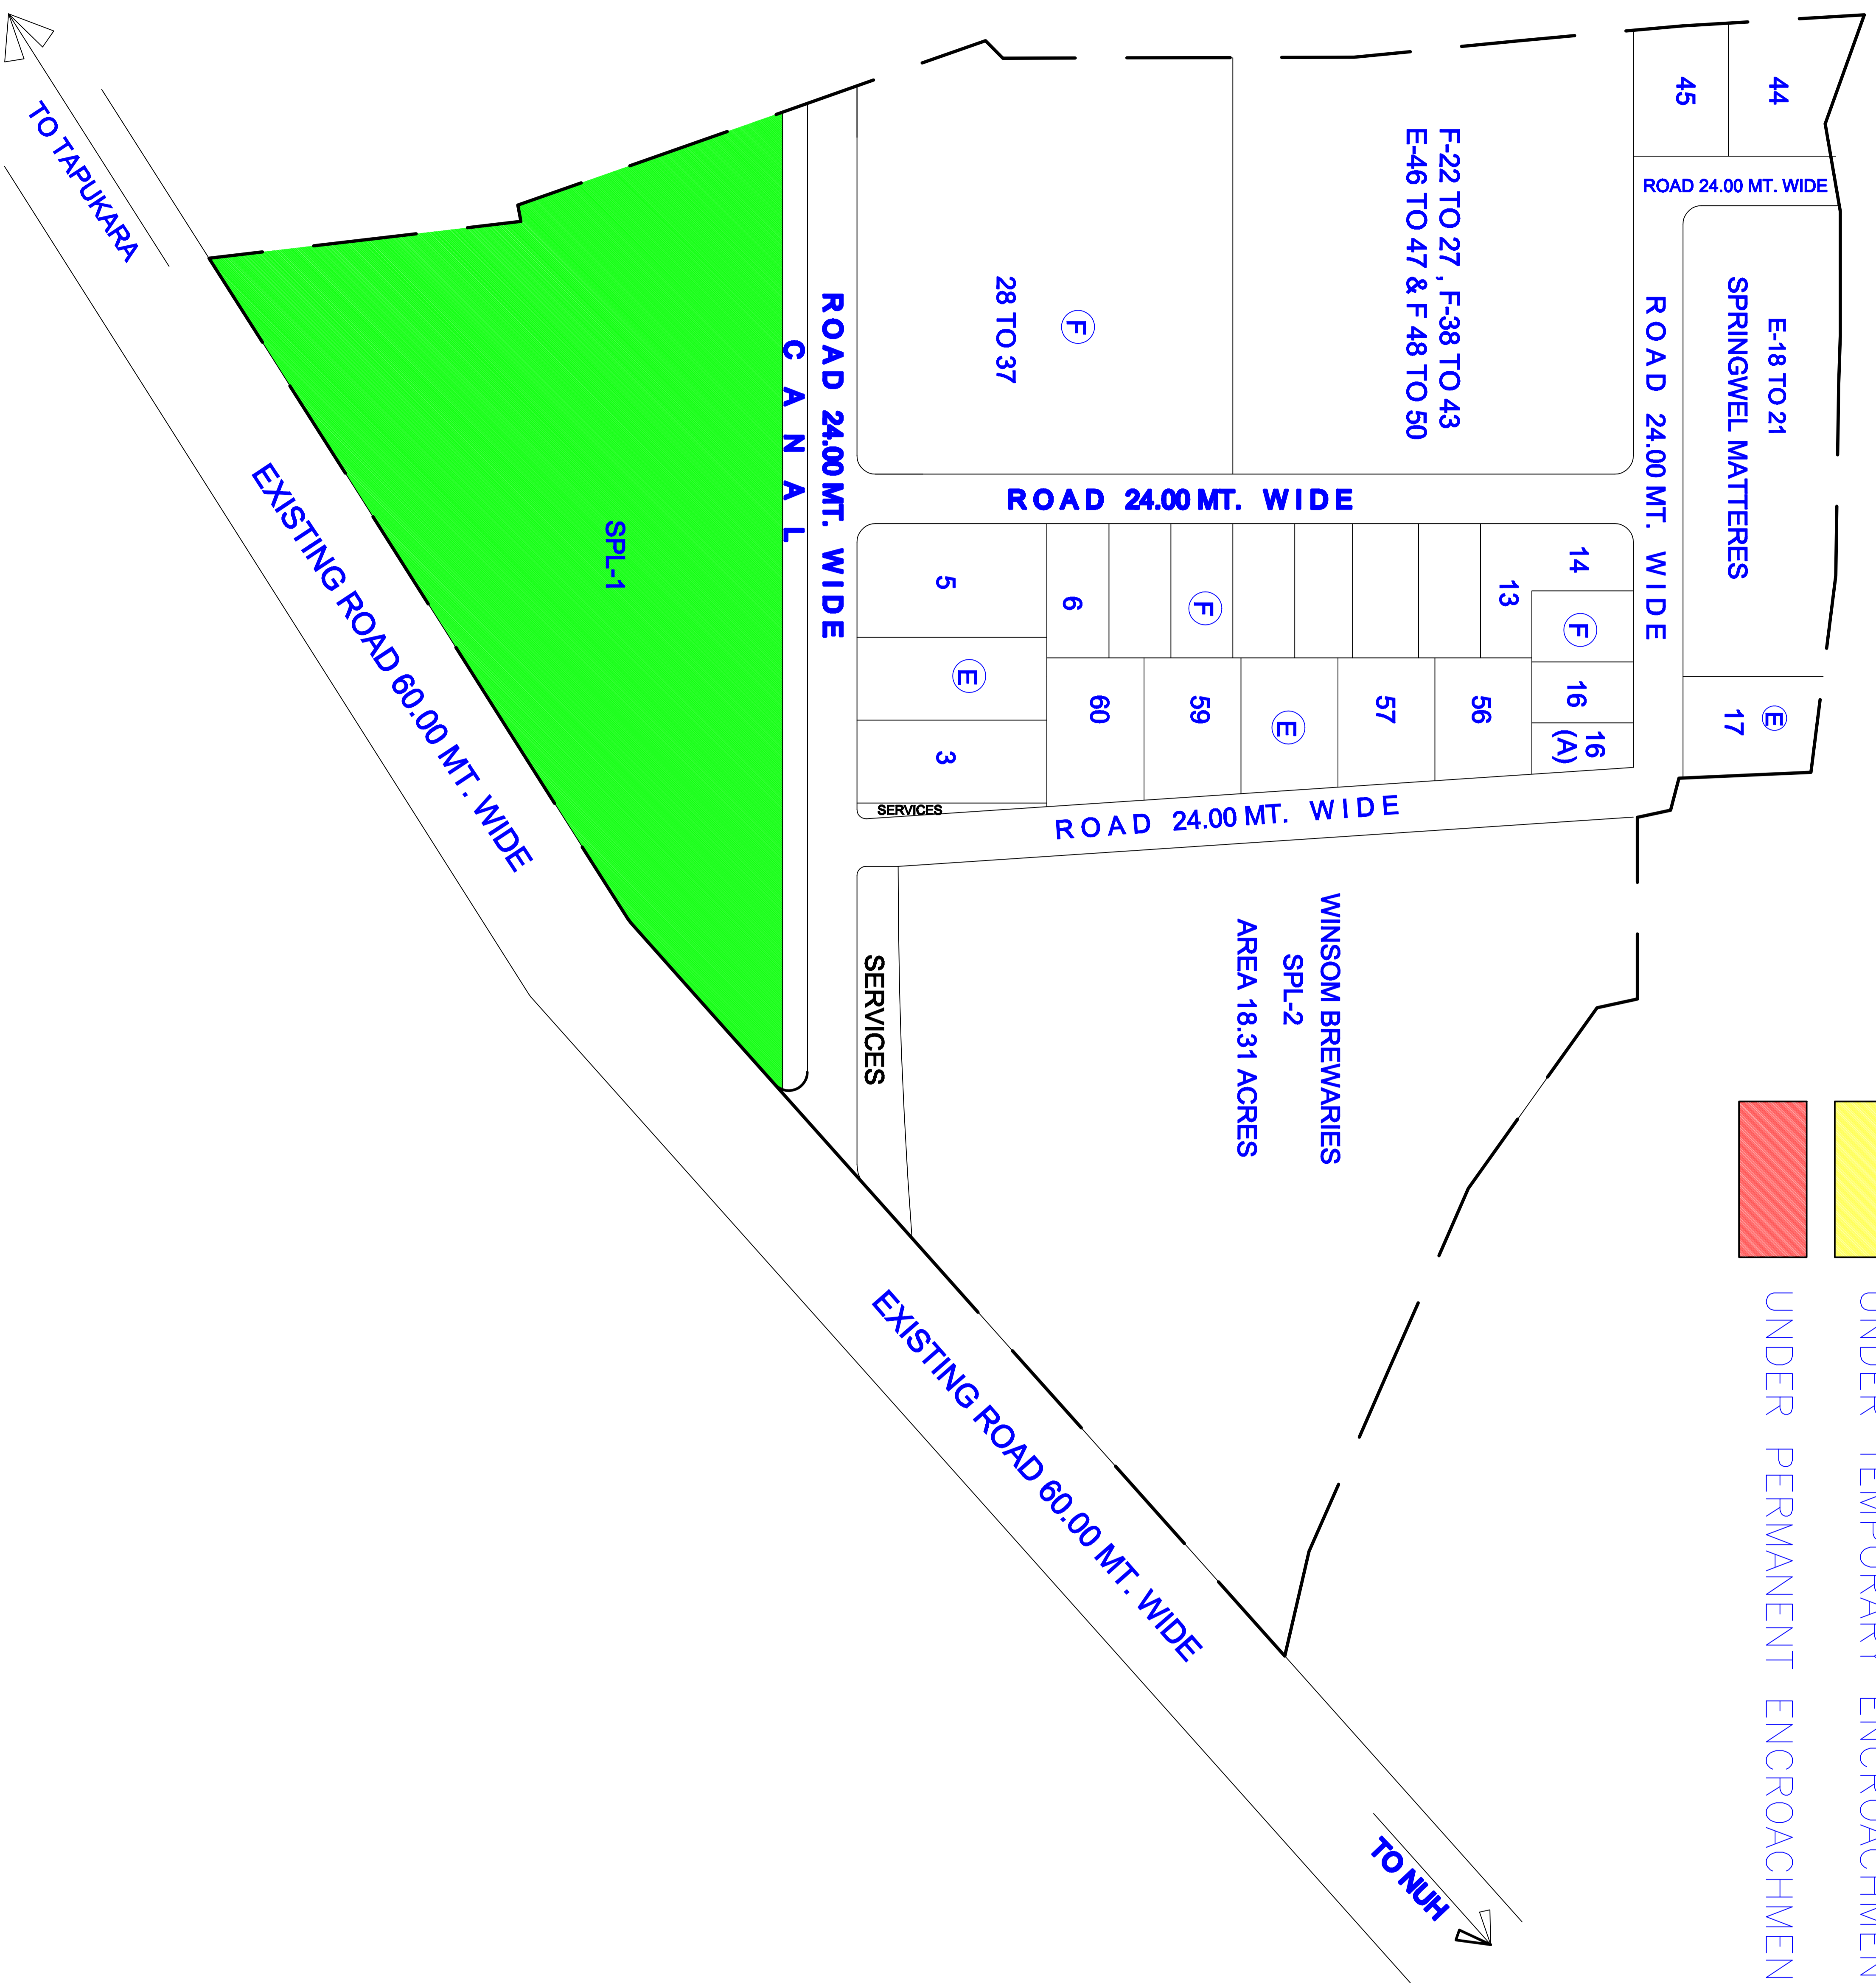 44
45
ROAD 24.00 MT. WIDE
E-18 TO 21
SPRINGWEL MATTERES
E
17
ROAD 24.00 MT. WIDE
F-22 TO 27 , F-38 TO 43
E-46 TO 47 & F 48 TO 50
F
28 TO 37
ROAD 24.00 MT. WIDE
14
F
16
16
(A)
13
F
6
5
E
3
SERVICES
56
57
E
59
60
ROAD 24.00 MT. WIDE
ROAD 24.00 MT. WIDE
CANAL
SPL-1
WINSOM BREWARIES
SPL-2
AREA 18.31 ACRES
SERVICES
EXISTING ROAD 60.00 MT. WIDE
EXISTING ROAD 60.00 MT. WIDE
TO TAPUKARA
TO NUH
UNDER TEMPORARY ENCROACHMEN
UNDER PERMANENT ENCROACHMEN